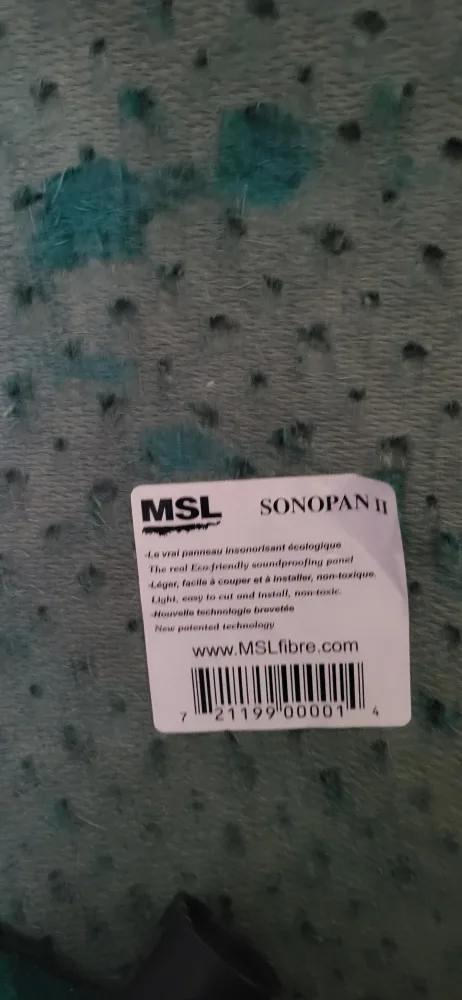 MSL SONOPAN II
-Le vrai panneau insonorisant écologique
The real Eco-friendly soundproofing panel
-Léger, facile à couper et à installer, non-toxique.
Light, easy to cut and install, non-toxic.
-Nouvelle technologie brevetée
New patented technology
www.MSLfibre.com
7 21199 00001 4